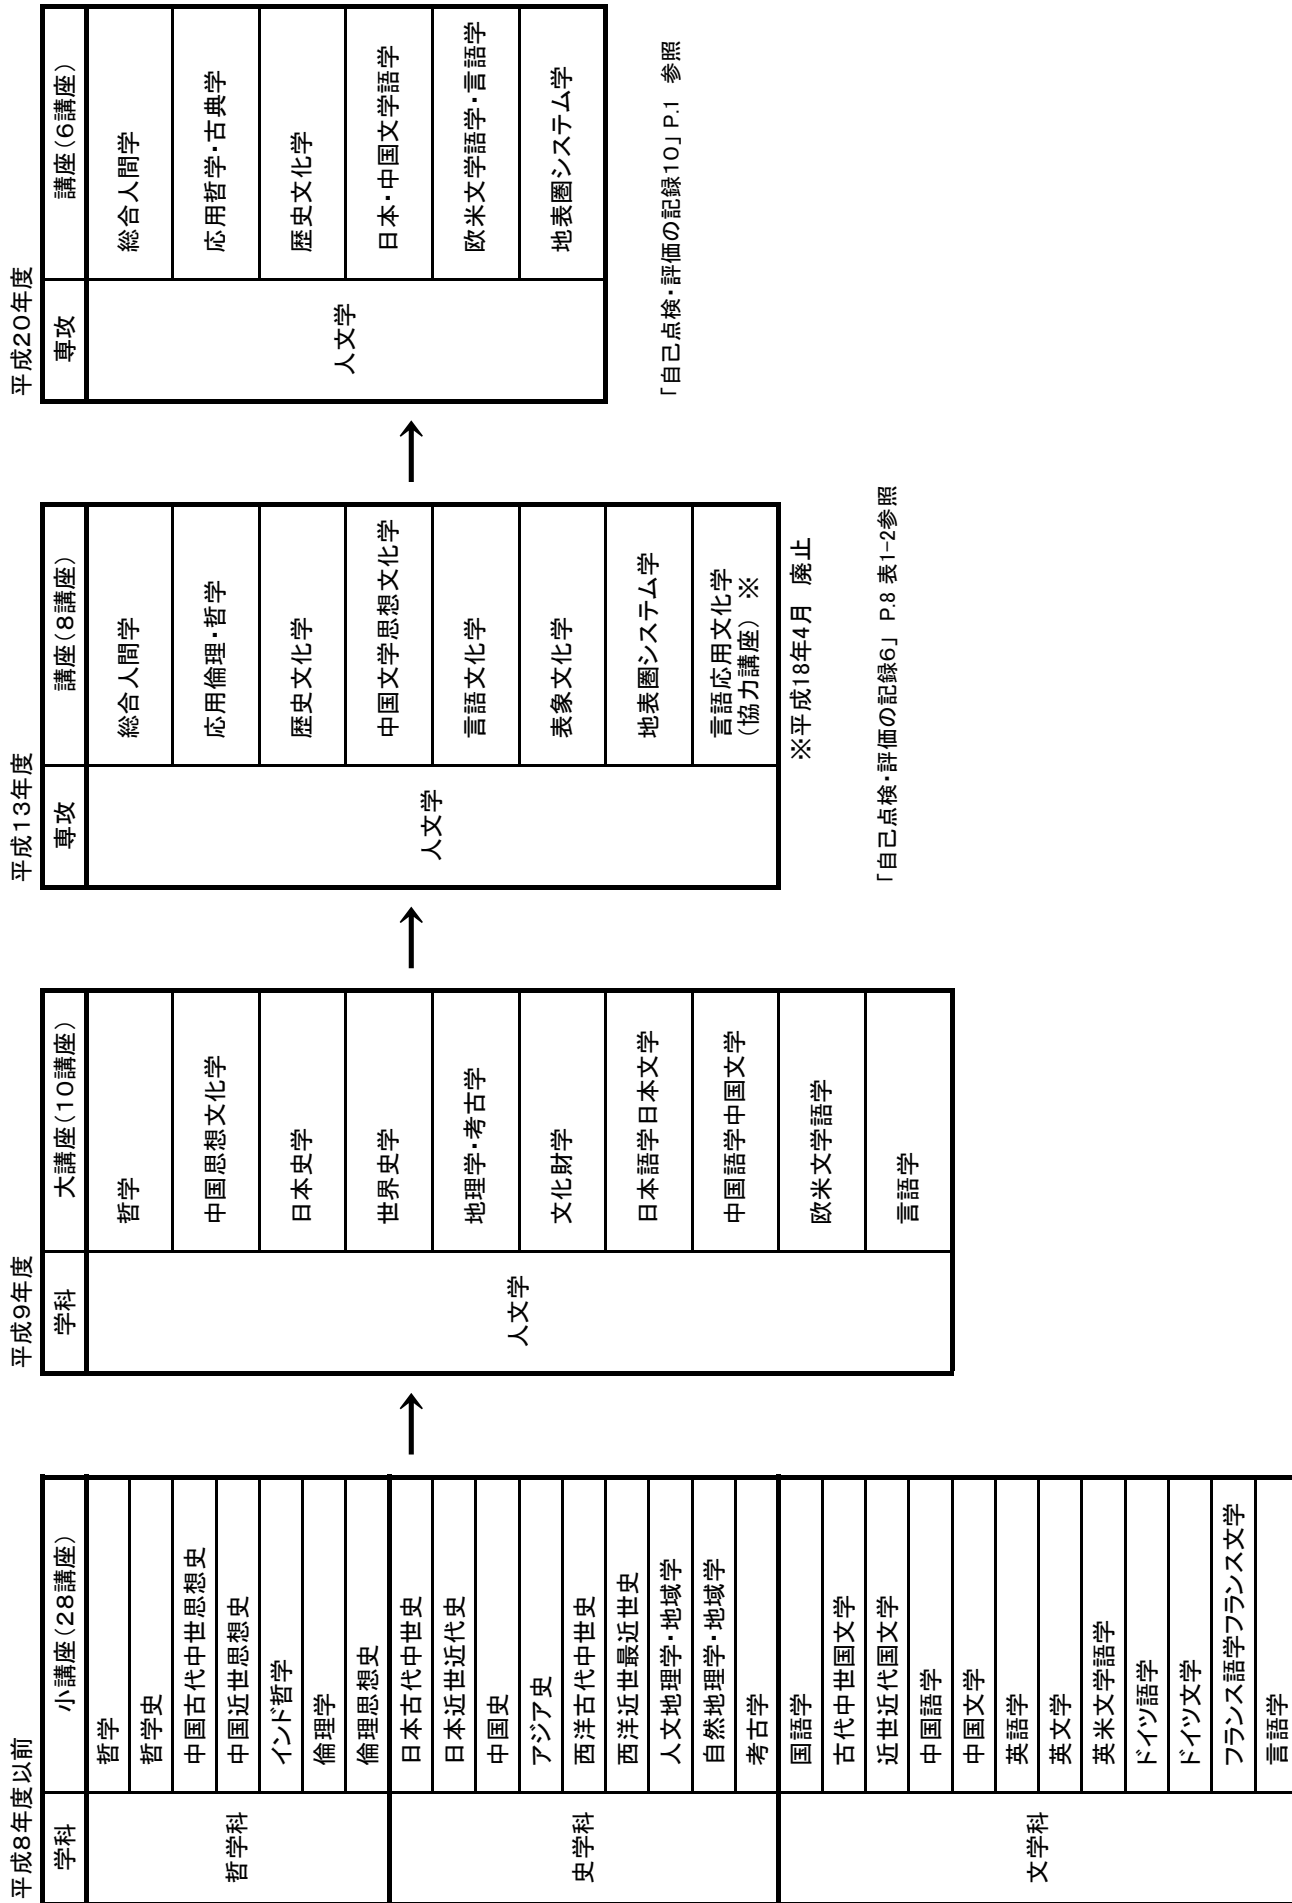 平成8年度以前
学科 小講座(28講座)
哲学科
哲学
哲学史
中国古代中世思想史
中国近世思想史
インド哲学
倫理学
倫理思想史
史学科
日本古代中世史
日本近世近代史
中国史
アジア史
西洋古代中世史
西洋近世最近世史
人文地理学・地域学
自然地理学・地域学
考古学
文学科
国語学
古代中世国文学
近世近代国文学
中国語学
中国文学
英語学
英文学
英米文学語学
ドイツ語学
ドイツ文学
フランス語学フランス文学
言語学
→
平成9年度
学科 大講座(10講座)
人文学
哲学
中国思想文化学
日本史学
世界史学
地理学・考古学
文化財学
日本語学日本文学
中国語学中国文学
欧米文学語学
言語学
→
平成13年度
専攻 講座(8講座)
人文学
総合人間学
応用倫理・哲学
歴史文化学
中国文学思想文化学
言語文化学
表象文化学
地表圏システム学
言語応用文化学
(協力講座) ※
※平成18年4月 廃止
「自己点検・評価の記録6」 P.8 表1-2参照
→
平成20年度
専攻 講座(6講座)
人文学
総合人間学
応用哲学・古典学
歴史文化学
日本・中国文学語学
欧米文学語学・言語学
地表圏システム学
「自己点検・評価の記録10」P.1 参照